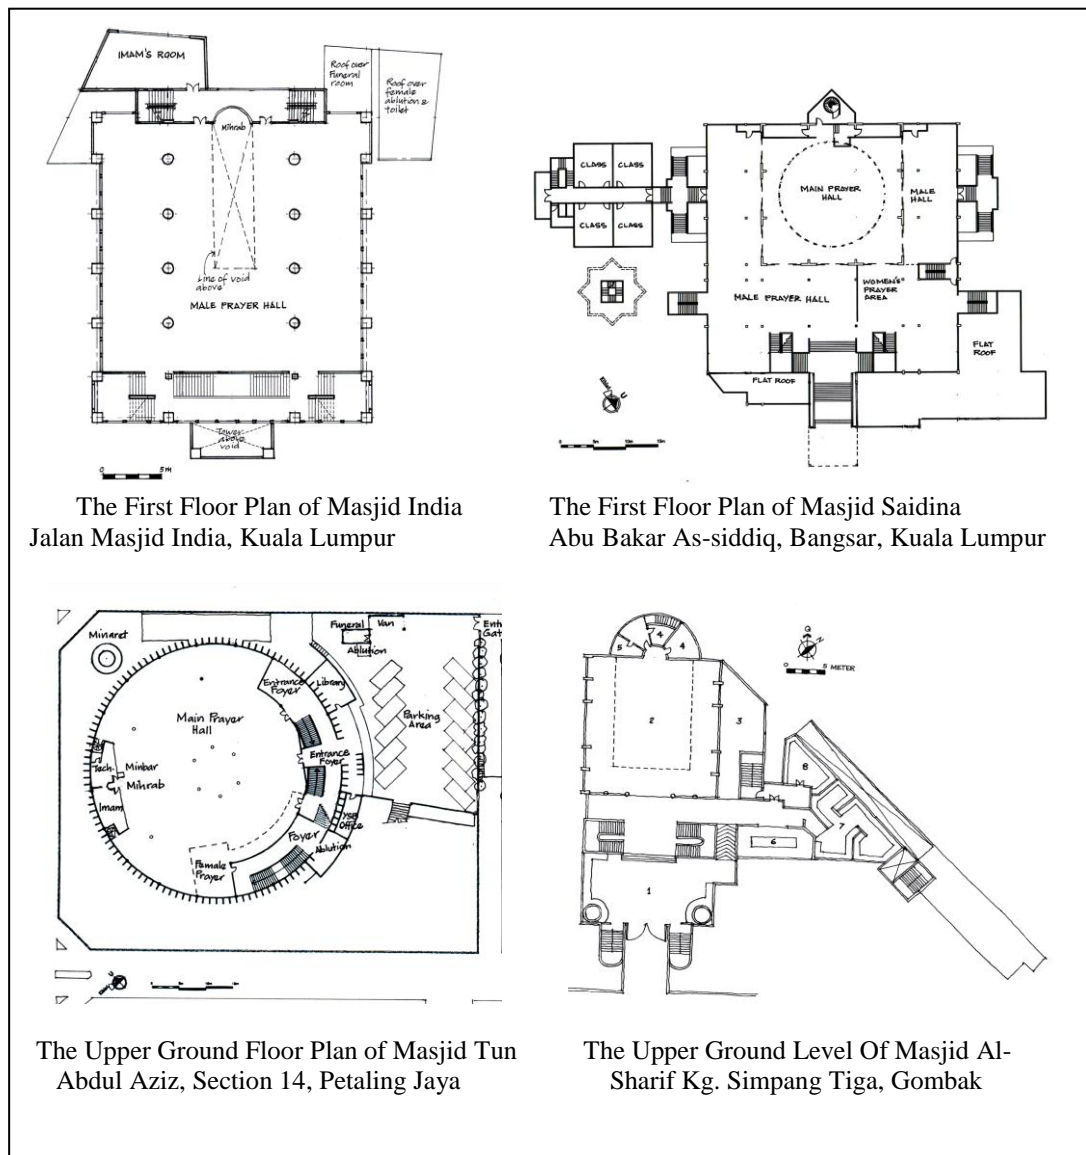 IMAM'S ROOM
Roof over
Funeral
room
Roof over
female
ablution &
toilet
Mihrab
Line of void
above
MALE PRAYER HALL
Tower
above
void
0 5m
The First Floor Plan of Masjid India
Jalan Masjid India, Kuala Lumpur
CLASS CLASS
CLASS CLASS
MAIN PRAYER
HALL
MALE
HALL
MALE PRAYER HALL
WOMEN'S
PRAYER
AREA
FLAT
ROOF
FLAT ROOF
The First Floor Plan of Masjid Saidina
Abu Bakar As-siddiq, Bangsar, Kuala Lumpur
Minaret
Funeral
Van
Ablution
Entrance
Foyer
Library
Main Prayer
Hall
Parking
Area
Entrance
Foyer
Tech.
Minbar
Mihrab
Imam
Office
Foyer
Ablution
Female
Prayer
The Upper Ground Floor Plan of Masjid Tun
Abdul Aziz, Section 14, Petaling Jaya
5
4
4
2
3
8
7
6
1
Q
N
0 5 METER
The Upper Ground Level Of Masjid Al-
Sharif Kg. Simpang Tiga, Gombak